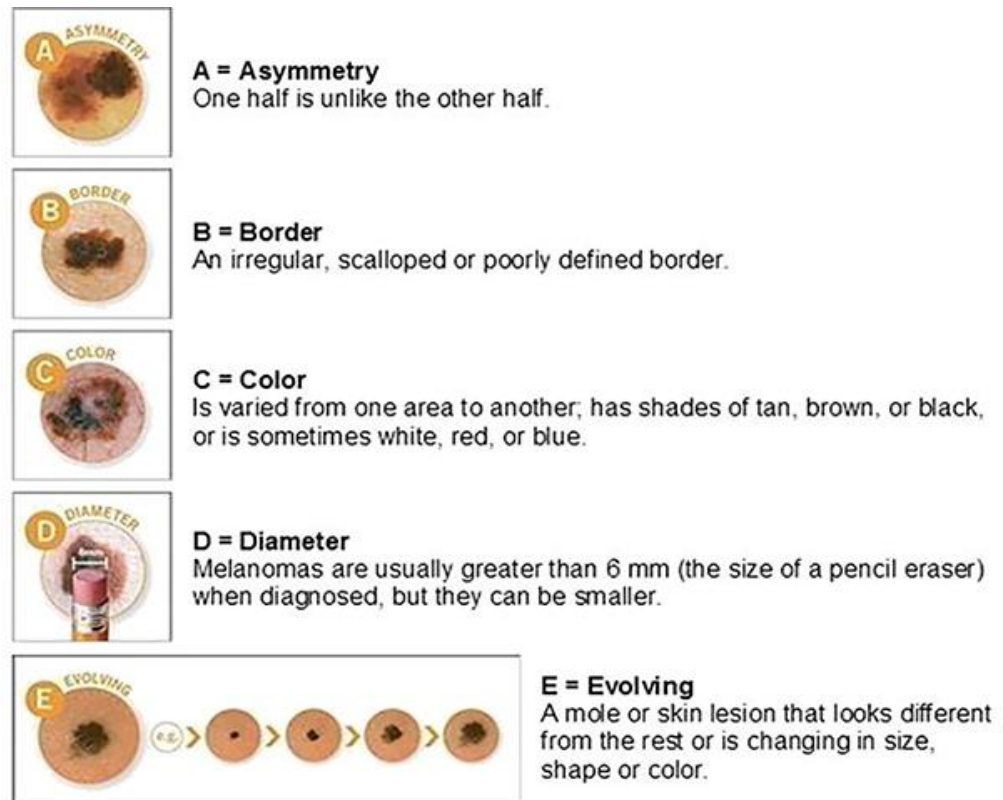 A ASYMMETRY
A = Asymmetry
One half is unlike the other half.
B BORDER
B = Border
An irregular, scalloped or poorly defined border.
C COLOR
C = Color
Is varied from one area to another; has shades of tan, brown, or black,
or is sometimes white, red, or blue.
D DIAMETER
6mm
D = Diameter
Melanomas are usually greater than 6 mm (the size of a pencil eraser)
when diagnosed, but they can be smaller.
E EVOLVING
e.g.
E = Evolving
A mole or skin lesion that looks different
from the rest or is changing in size,
shape or color.